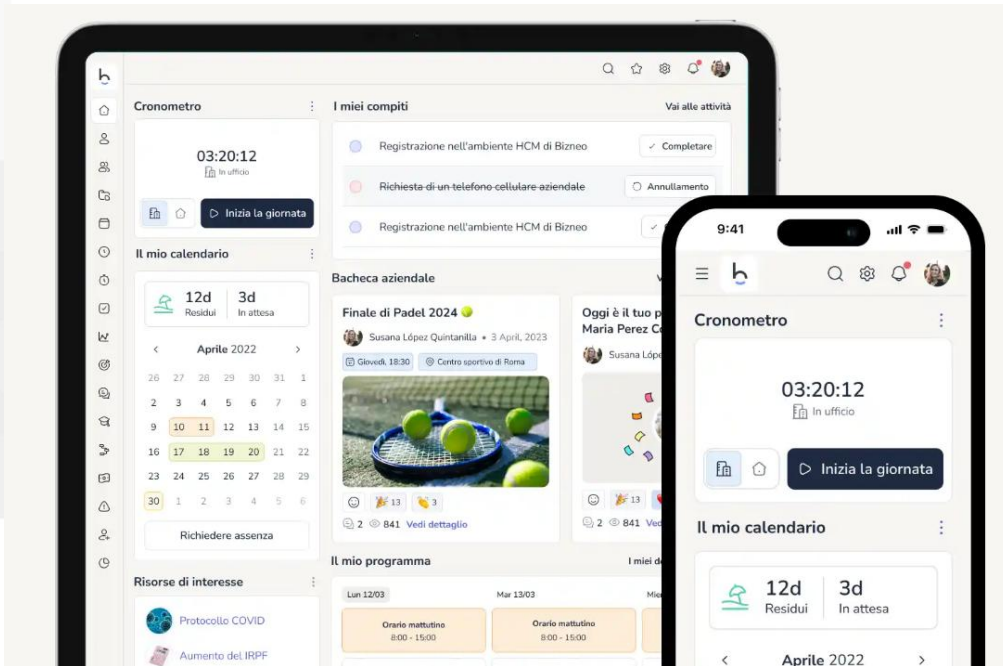 Cronometro
03:20:12
In ufficio
Inizia la giornata
Il mio calendario
12d
Residui
3d
In attesa
Aprile 2022
26 27 28 29 30 31 1
2 3 4 5 6 7 8
9 10 11 12 13 14 15
16 17 18 19 20 21 22
23 24 25 26 27 28 29
30 1 2 3 4 5 6
Richiedere assenza
Risorse di interesse
Protocollo COVID
Aumento del IRPF
I miei compiti
Vai alle attività
Registrazione nell'ambiente HCM di Bizneo
Completare
Richiesta di un telefono cellulare aziendale
Annullamento
Registrazione nell'ambiente HCM di Bizneo
Bacheca aziendale
Finale di Padel 2024
Susana López Quintanilla • 3 April, 2023
Giovedì, 18:30
Centro sportivo di Roma
13
3
2
841
Vedi dettaglio
Oggi è il tuo
Maria Perez
Susana
13
2
841
Il mio programma
I miei
Lun 12/03
Mar 13/03
Orario mattutino
8:00 - 15:00
Orario mattutino
8:00 - 15:00
9:41
Cronometro
03:20:12
In ufficio
Inizia la giornata
Il mio calendario
12d
Residui
3d
In attesa
Aprile 2022